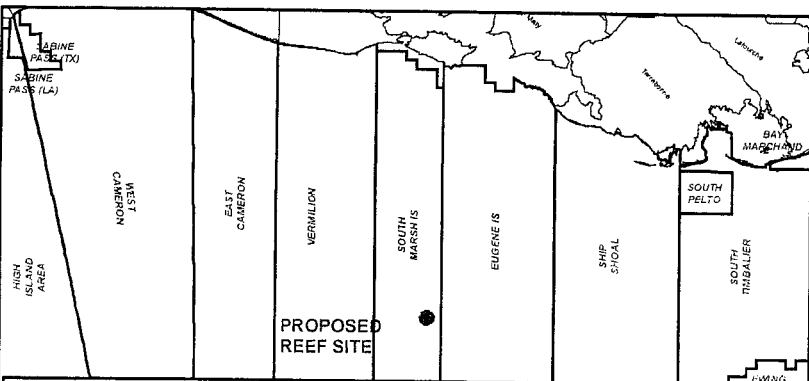 SABINE
PASS (TX)
SABINE
PASS (LA)
Mary
Terrebonne
Lafourche
BAY
MARCHAND
HIGH
ISLAND
AREA
WEST
CAMERON
EAST
CAMERON
VERMILION
SOUTH
MARSH IS
EUGENE IS
SHIP
SHOAL
SOUTH
PELTO
SOUTH
TIMBALIER
PROPOSED
REEF SITE
EWING